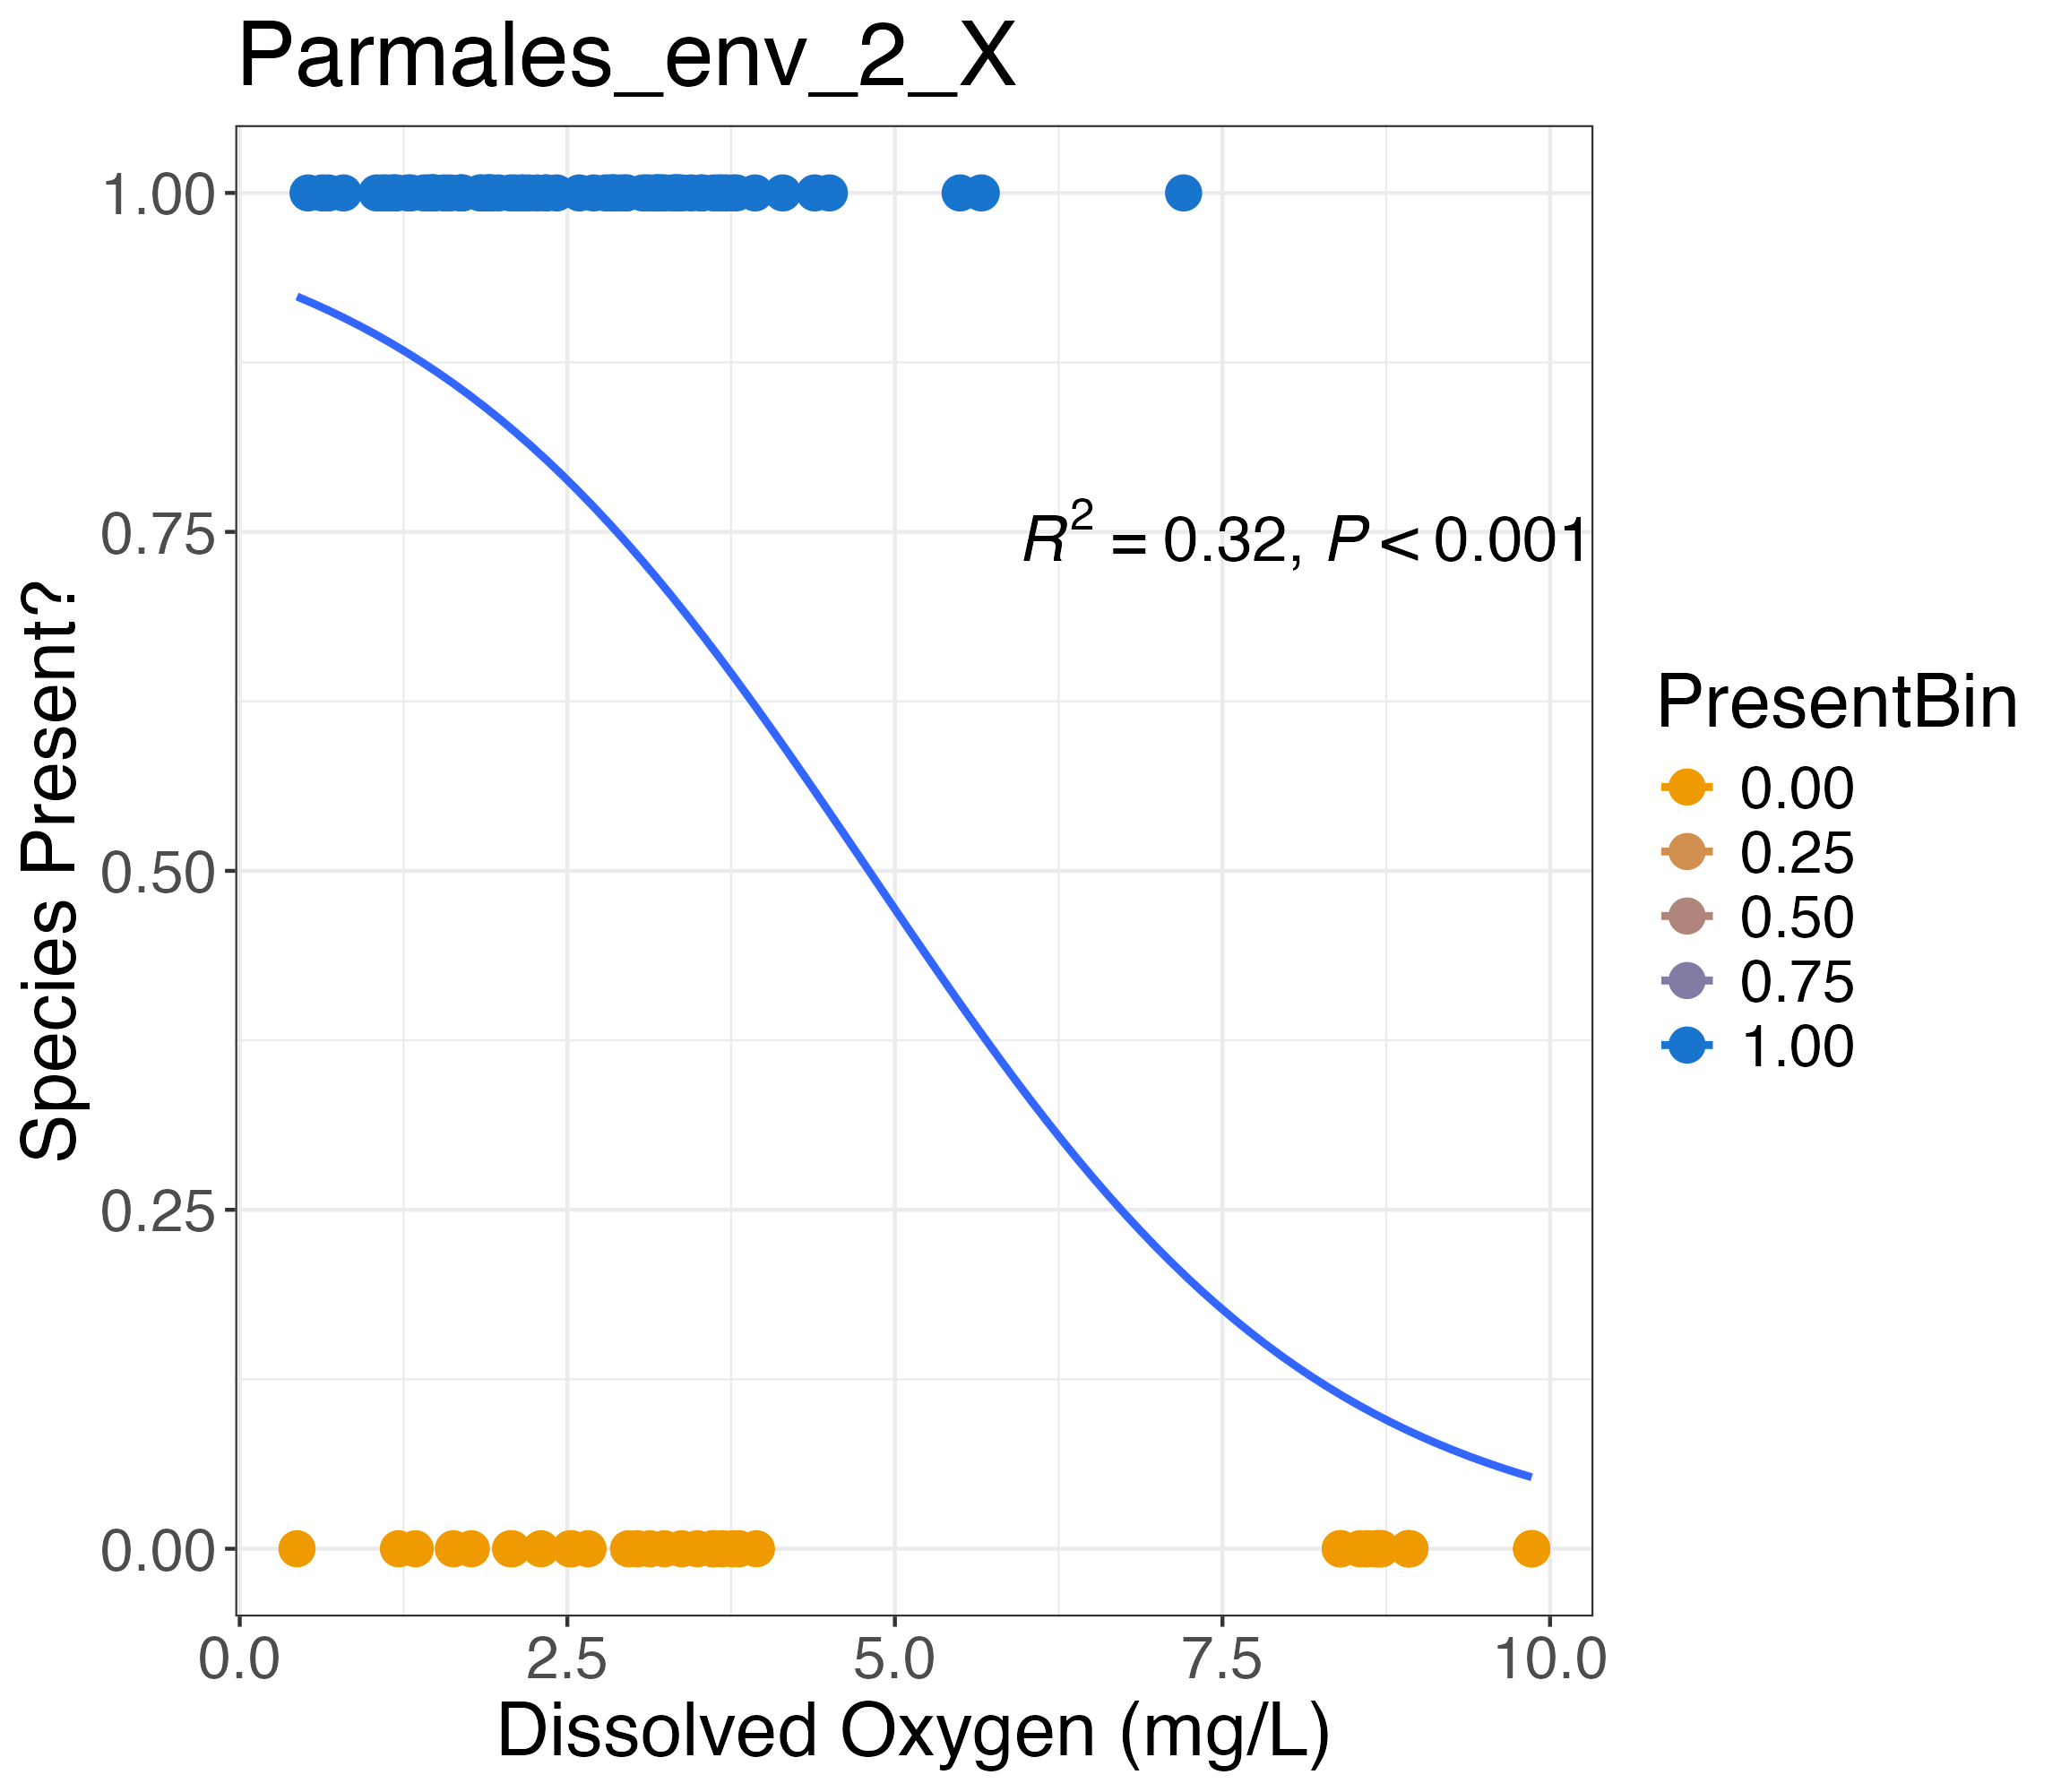 Parmales_env_2_X
1.00
0.75
0.50
0.25
0.00
Species Present?
R² = 0.32, P < 0.001
0.0 2.5 5.0 7.5 10.0
Dissolved Oxygen (mg/L)
PresentBin
0.00
0.25
0.50
0.75
1.00